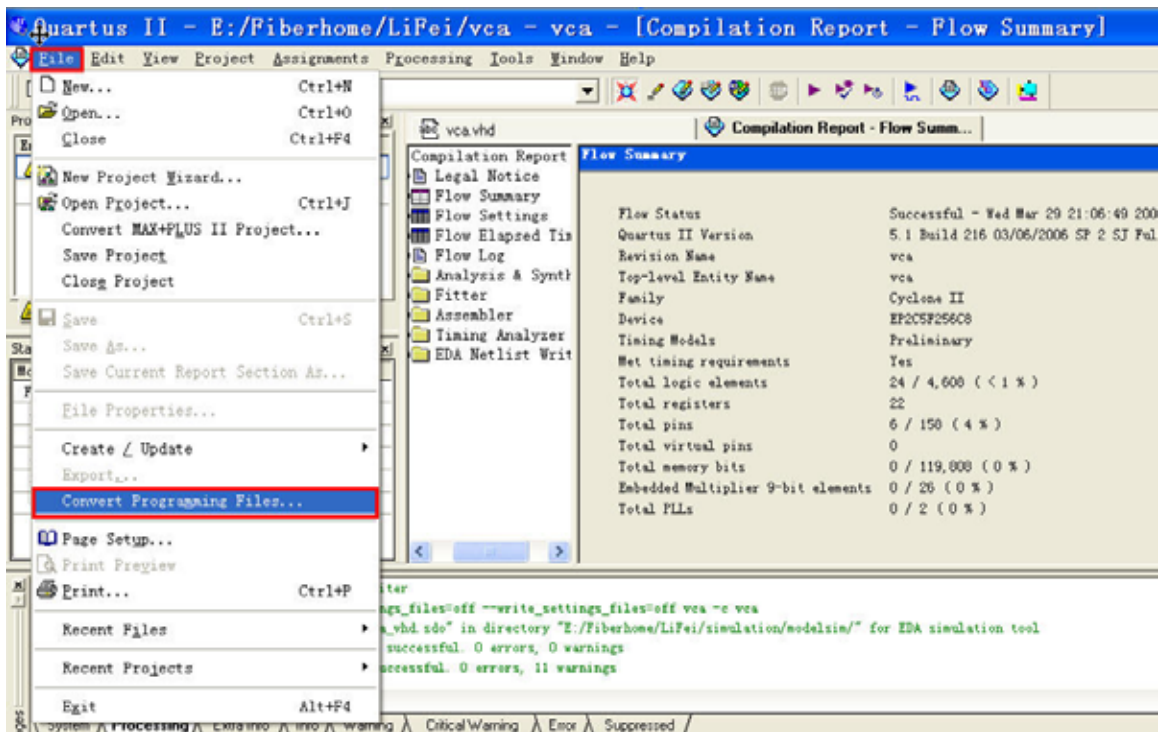 Quartus II - E:/Fiberhome/LiFei/vca - vca - [Compilation Report - Flow Summary]
File Edit View Project Assignments Processing Tools Window Help
New... Ctrl+N
Open... Ctrl+O
Close Ctrl+F4
New Project Wizard...
Open Project... Ctrl+J
Convert MAX+PLUS II Project...
Save Project
Close Project
Save Ctrl+S
Save As...
Save Current Report Section As...
File Properties...
Create / Update
Export...
Convert Programming Files...
Page Setup...
Print Preview
Print... Ctrl+P
Recent Files
Recent Projects
Exit Alt+F4
Pro
Sta
vca.vhd
Compilation Report - Flow Summ...
Compilation Report
Legal Notice
Flow Summary
Flow Settings
Flow Elapsed Tim
Flow Log
Analysis & Synth
Fitter
Assembler
Timing Analyzer
EDA Netlist Writ
Flow Summary
Flow Status Successful - Wed Mar 29 21:06:49 200
Quartus II Version 5.1 Build 216 03/06/2006 SP 2 SJ Ful
Revision Name vca
Top-level Entity Name vca
Family Cyclone II
Device EP2C5F256C8
Timing Models Preliminary
Met timing requirements Yes
Total logic elements 24 / 4,608 ( < 1 % )
Total registers 22
Total pins 6 / 158 ( 4 % )
Total virtual pins 0
Total memory bits 0 / 119,808 ( 0 % )
Embedded Multiplier 9-bit elements 0 / 26 ( 0 % )
Total PLLs 0 / 2 ( 0 % )
iter
ngs_files=off --write_settings_files=off vca -c vca
a_vhd.sdo" in directory "E:/Fiberhome/LiFei/simulation/modelsim/" for EDA simulation tool
successful. 0 errors, 0 warnings
uccessful. 0 errors, 11 warnings
System Processing Extra Info Info Warning Critical Warning Error Suppressed